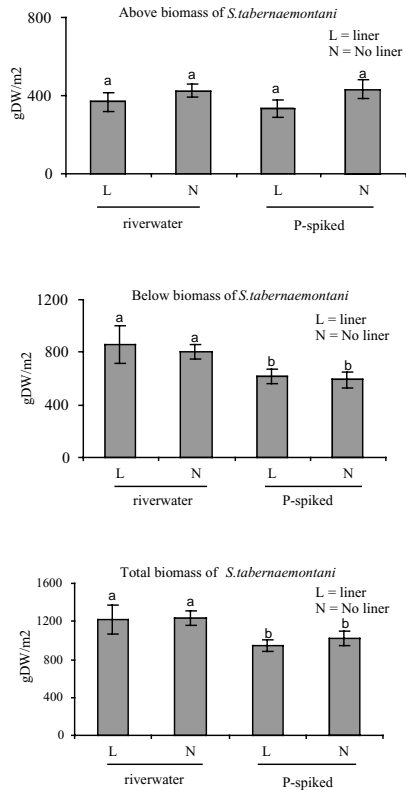 Above biomass of S.tabernaemontani
L = liner
N = No liner
gDW/m2
800
400
0
a
a
a
a
L
N
L
N
riverwater
P-spiked
Below biomass of S.tabernaemontani
L = liner
N = No liner
gDW/m2
1200
800
400
0
a
a
b
b
L
N
L
N
riverwater
P-spiked
Total biomass of S.tabernaemontani
L = liner
N = No liner
gDW/m2
1600
1200
800
400
0
a
a
b
b
L
N
L
N
riverwater
P-spiked